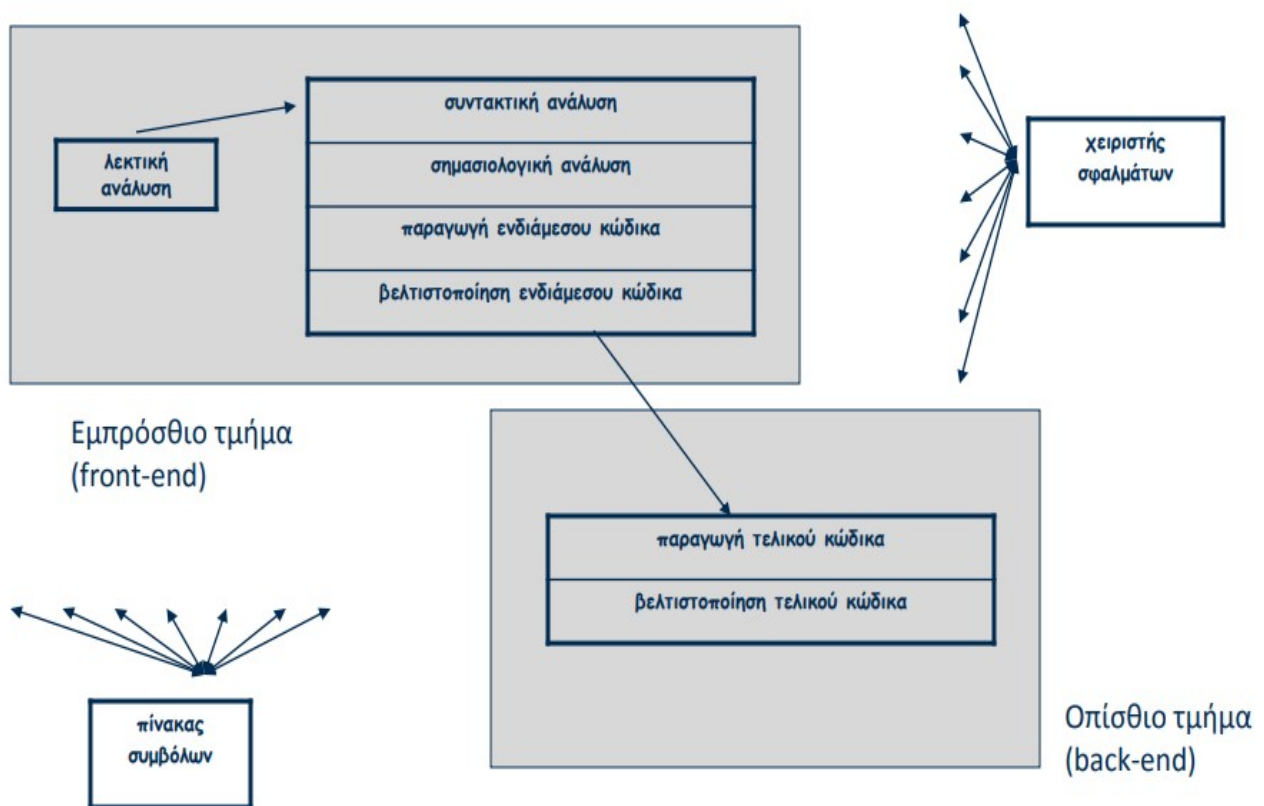 συντακτική ανάλυση
λεκτική
ανάλυση
σημασιολογική ανάλυση
παραγωγή ενδιάμεσου κώδικα
βελτιστοποίηση ενδιάμεσου κώδικα
χειριστής
σφαλμάτων
Εμπρόσθιο τμήμα
(front-end)
παραγωγή τελικού κώδικα
βελτιστοποίηση τελικού κώδικα
πίνακας
συμβόλων
Οπίσθιο τμήμα
(back-end)